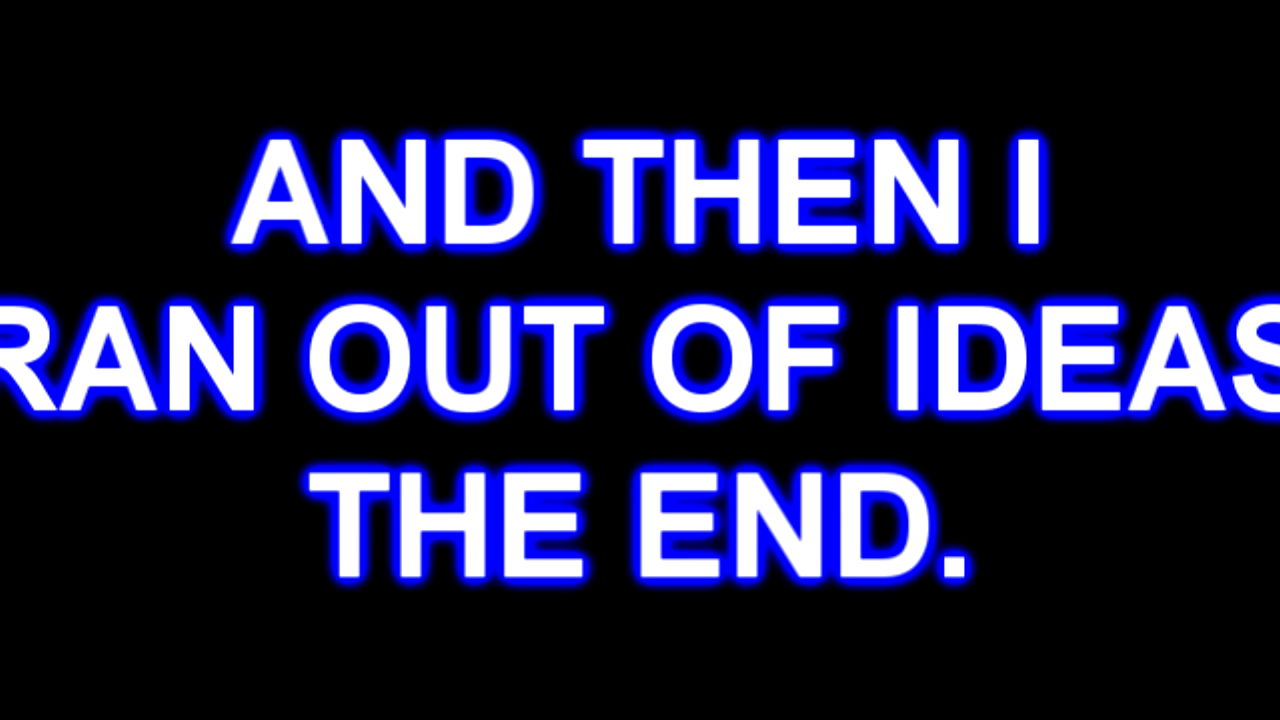 AND THEN I
RAN OUT OF IDEAS
THE END.